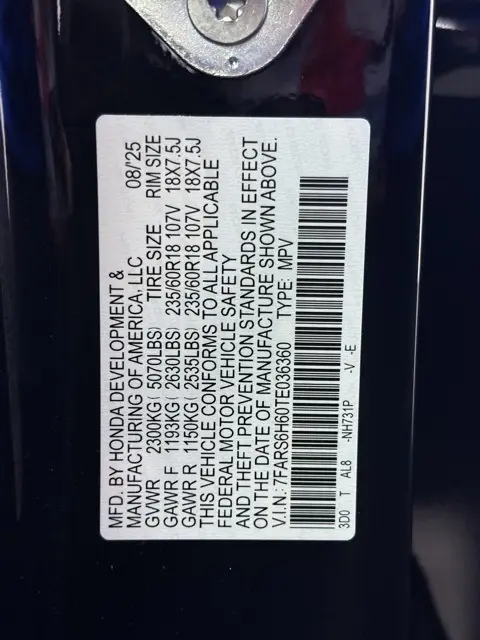 MFD. BY HONDA DEVELOPMENT &
MANUFACTURING OF AMERICA, LLC 08/'25
GVWR 2300KG( 5070LBS) TIRE SIZE RIM SIZE
GAWR F 1193KG( 2630LBS) 235/60R18 107V 18X7.5J
GAWR R 1150KG( 2535LBS) 235/60R18 107V 18X7.5J
THIS VEHICLE CONFORMS TO ALL APPLICABLE
FEDERAL MOTOR VEHICLE SAFETY
AND THEFT PREVENTION STANDARDS IN EFFECT
ON THE DATE OF MANUFACTURE SHOWN ABOVE.
V.I.N.: 7FARS6H60TE036360 TYPE: MPV
3D0 T AL8 -NH731P -V -E